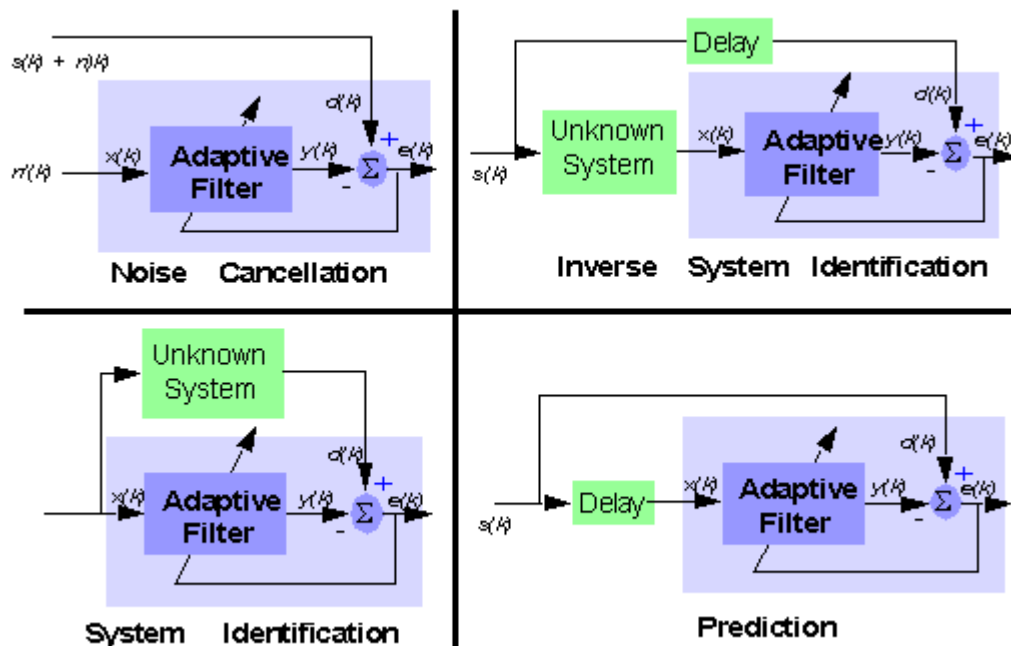 s(k) + n(k)
d(k)
+
x(k)
Adaptive
Filter
y(k)
-
Σ
e(k)
n'(k)
Noise Cancellation
Delay
d(k)
+
Unknown
System
x(k)
Adaptive
Filter
y(k)
-
Σ
e(k)
s(k)
Inverse System Identification
Unknown
System
d(k)
+
x(k)
Adaptive
Filter
y(k)
-
Σ
e(k)
System Identification
d(k)
+
s(k)
Delay
x(k)
Adaptive
Filter
y(k)
-
Σ
e(k)
Prediction